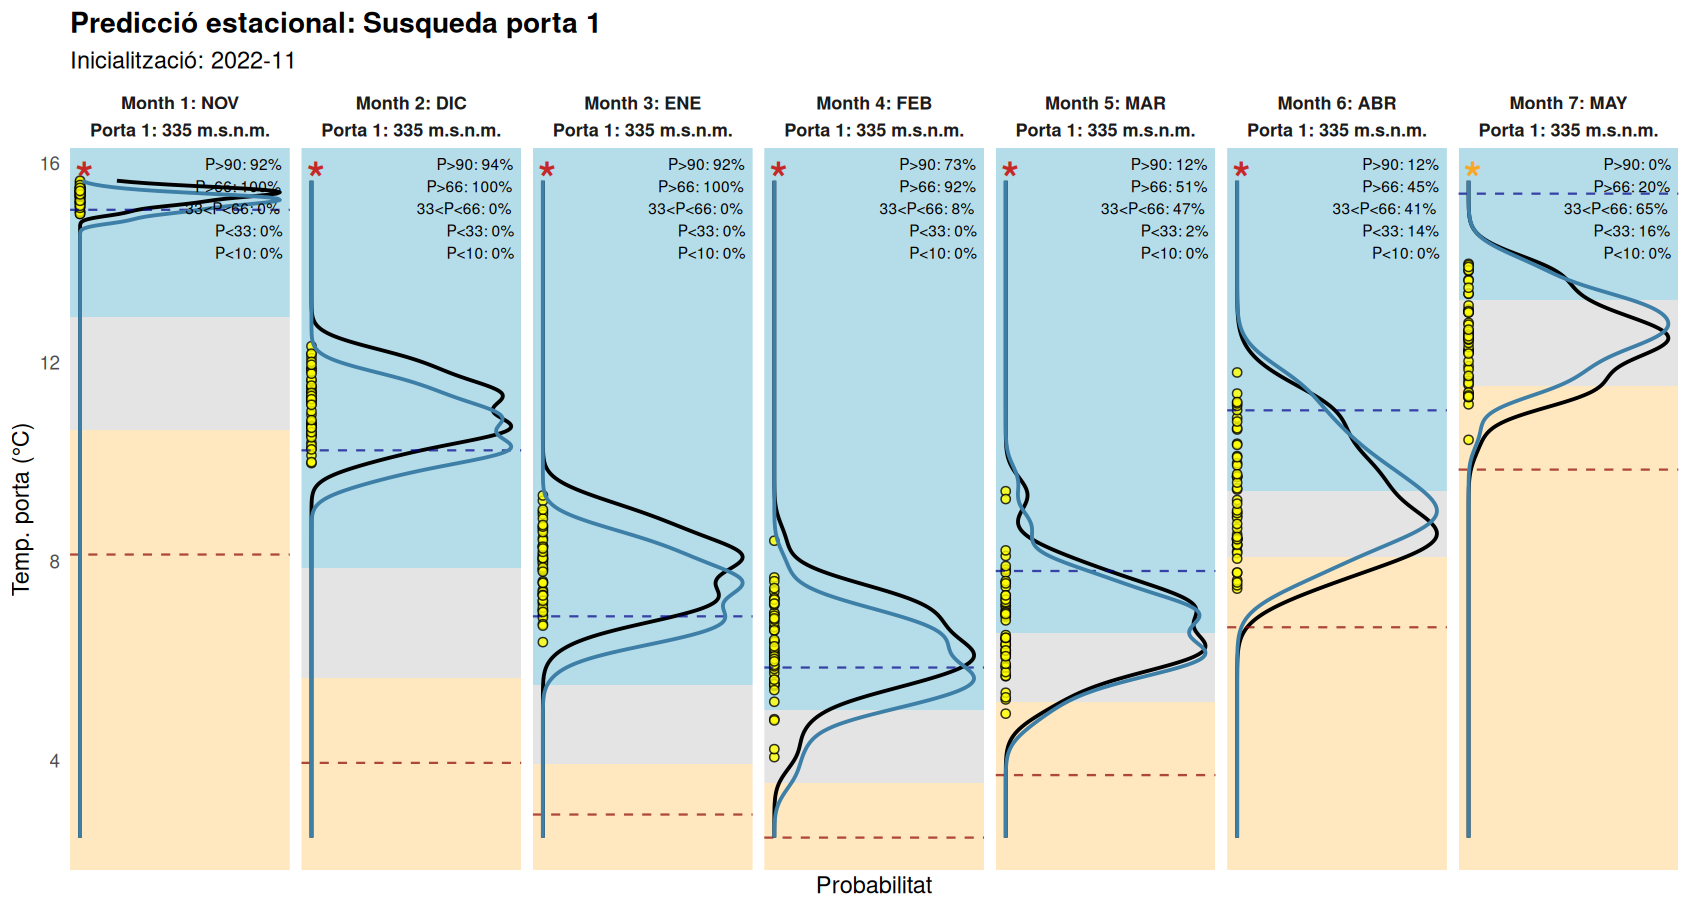 Predicció estacional: Susqueda porta 1
Inicialització: 2022-11
Month 1: NOV
Porta 1: 335 m.s.n.m.
P>90: 92%
P>66: 100%
33<P<66: 0%
P<33: 0%
P<10: 0%
Month 2: DIC
Porta 1: 335 m.s.n.m.
P>90: 94%
P>66: 100%
33<P<66: 0%
P<33: 0%
P<10: 0%
Month 3: ENE
Porta 1: 335 m.s.n.m.
P>90: 92%
P>66: 100%
33<P<66: 0%
P<33: 0%
P<10: 0%
Month 4: FEB
Porta 1: 335 m.s.n.m.
P>90: 73%
P>66: 92%
33<P<66: 8%
P<33: 0%
P<10: 0%
Month 5: MAR
Porta 1: 335 m.s.n.m.
P>90: 12%
P>66: 51%
33<P<66: 47%
P<33: 2%
P<10: 0%
Month 6: ABR
Porta 1: 335 m.s.n.m.
P>90: 12%
P>66: 45%
33<P<66: 41%
P<33: 14%
P<10: 0%
Month 7: MAY
Porta 1: 335 m.s.n.m.
P>90: 0%
P>66: 20%
33<P<66: 65%
P<33: 16%
P<10: 0%
16
12
8
4
Temp. porta (°C)
Probabilitat